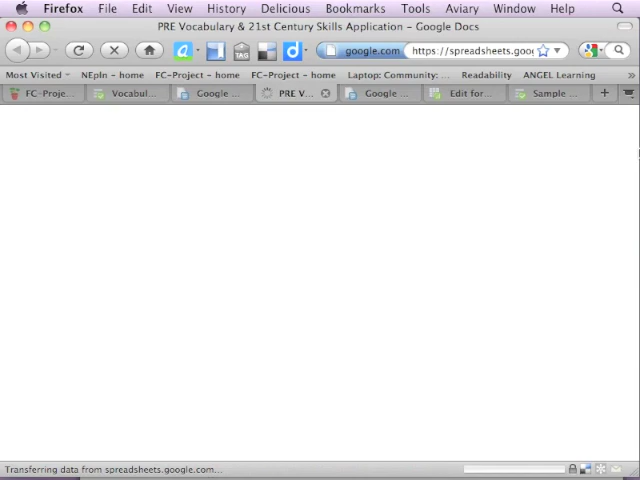 Firefox File Edit View History Delicious Bookmarks Tools Aviary Window Help
PRE Vocabulary & 21st Century Skills Application - Google Docs
a TAG d google.com https://spreadsheets.goog
Most Visited NEpln - home FC-Project - home FC-Project - home Laptop: Community: ... Readability ANGEL Learning »
FC-Proje... Vocabul... Google ... PRE V... Google ... Edit for... Sample ... +
Transferring data from spreadsheets.google.com...